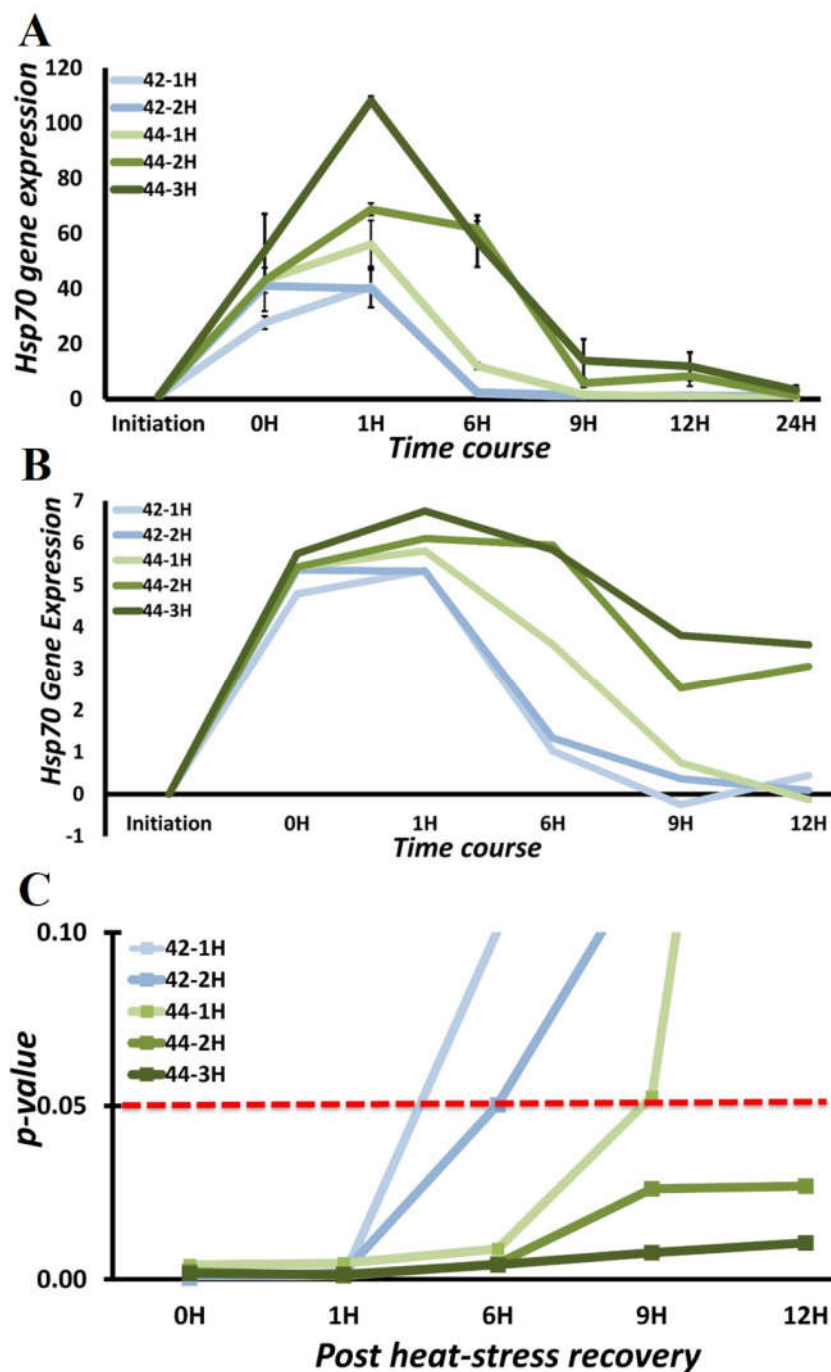 A
Hsp70 gene expression
120
100
80
60
40
20
0
42-1H
42-2H
44-1H
44-2H
44-3H
Initiation 0H 1H 6H 9H 12H 24H
Time course
B
Hsp70 Gene Expression
7
6
5
4
3
2
1
0
-1
42-1H
42-2H
44-1H
44-2H
44-3H
Initiation 0H 1H 6H 9H 12H
Time course
C
p-value
0.10
0.05
0.00
42-1H
42-2H
44-1H
44-2H
44-3H
0H 1H 6H 9H 12H
Post heat-stress recovery